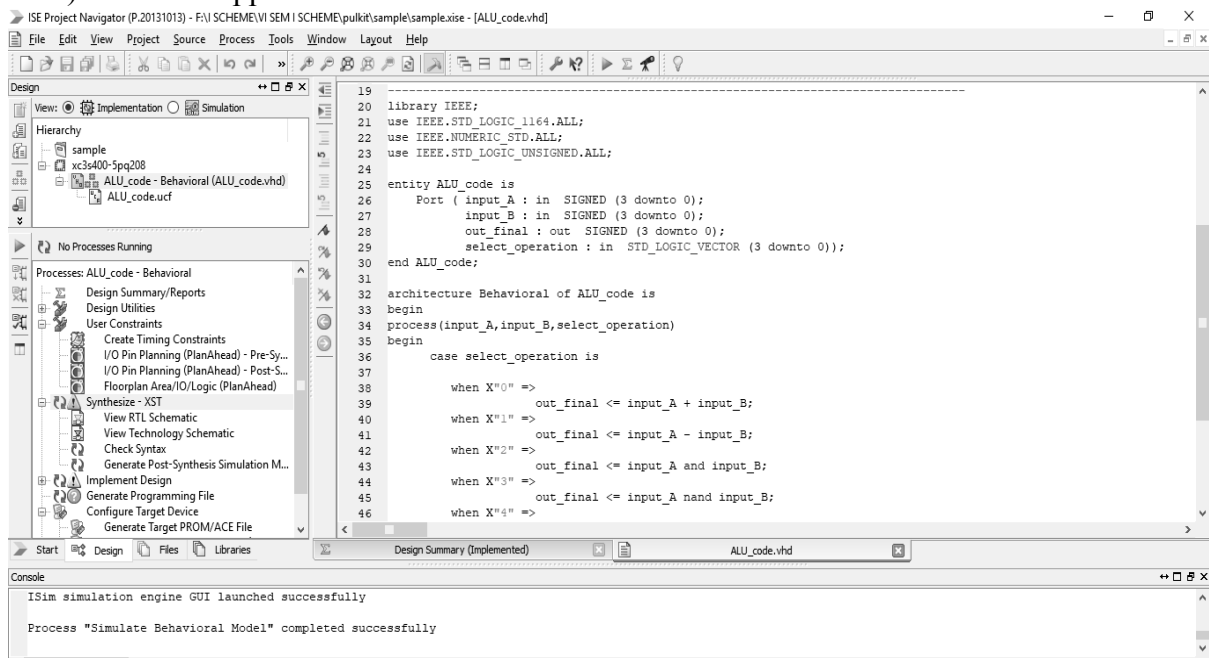 ISE Project Navigator (P.20131013) - F:\I SCHEME\VI SEM I SCHEME\pulkit\sample\sample.xise - [ALU_code.vhd]
File Edit View Project Source Process Tools Window Layout Help
Design
View: Implementation Simulation
Hierarchy
sample
xc3s400-5pq208
ALU_code - Behavioral (ALU_code.vhd)
ALU_code.ucf
No Processes Running
Processes: ALU_code - Behavioral
Design Summary/Reports
Design Utilities
User Constraints
Create Timing Constraints
I/O Pin Planning (PlanAhead) - Pre-Sy...
I/O Pin Planning (PlanAhead) - Post-S...
Floorplan Area/IO/Logic (PlanAhead)
Synthesize - XST
View RTL Schematic
View Technology Schematic
Check Syntax
Generate Post-Synthesis Simulation M...
Implement Design
Generate Programming File
Configure Target Device
Generate Target PROM/ACE File
Start Design Files Libraries
19 --------------------------------------------------------------------------------
20 library IEEE;
21 use IEEE.STD_LOGIC_1164.ALL;
22 use IEEE.NUMERIC_STD.ALL;
23 use IEEE.STD_LOGIC_UNSIGNED.ALL;
24
25 entity ALU_code is
26 Port ( input_A : in SIGNED (3 downto 0);
27 input_B : in SIGNED (3 downto 0);
28 out_final : out SIGNED (3 downto 0);
29 select_operation : in STD_LOGIC_VECTOR (3 downto 0));
30 end ALU_code;
31
32 architecture Behavioral of ALU_code is
33 begin
34 process(input_A,input_B,select_operation)
35 begin
36 case select_operation is
37
38 when X"0" =>
39 out_final <= input_A + input_B;
40 when X"1" =>
41 out_final <= input_A - input_B;
42 when X"2" =>
43 out_final <= input_A and input_B;
44 when X"3" =>
45 out_final <= input_A nand input_B;
46 when X"4" =>
Design Summary (Implemented) ALU_code.vhd
Console
ISim simulation engine GUI launched successfully
Process "Simulate Behavioral Model" completed successfully